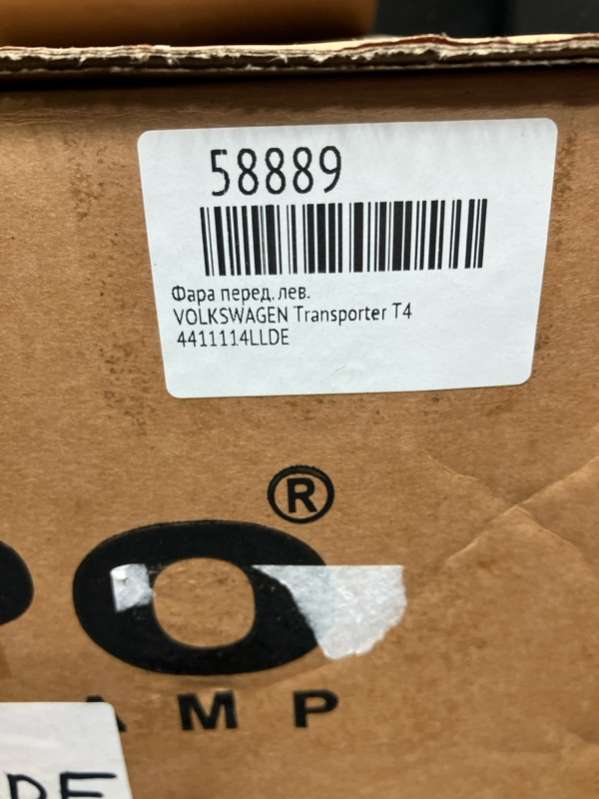 58889
Фара перед. лев.
VOLKSWAGEN Transporter T4
4411114LLDE
®
O
AMP